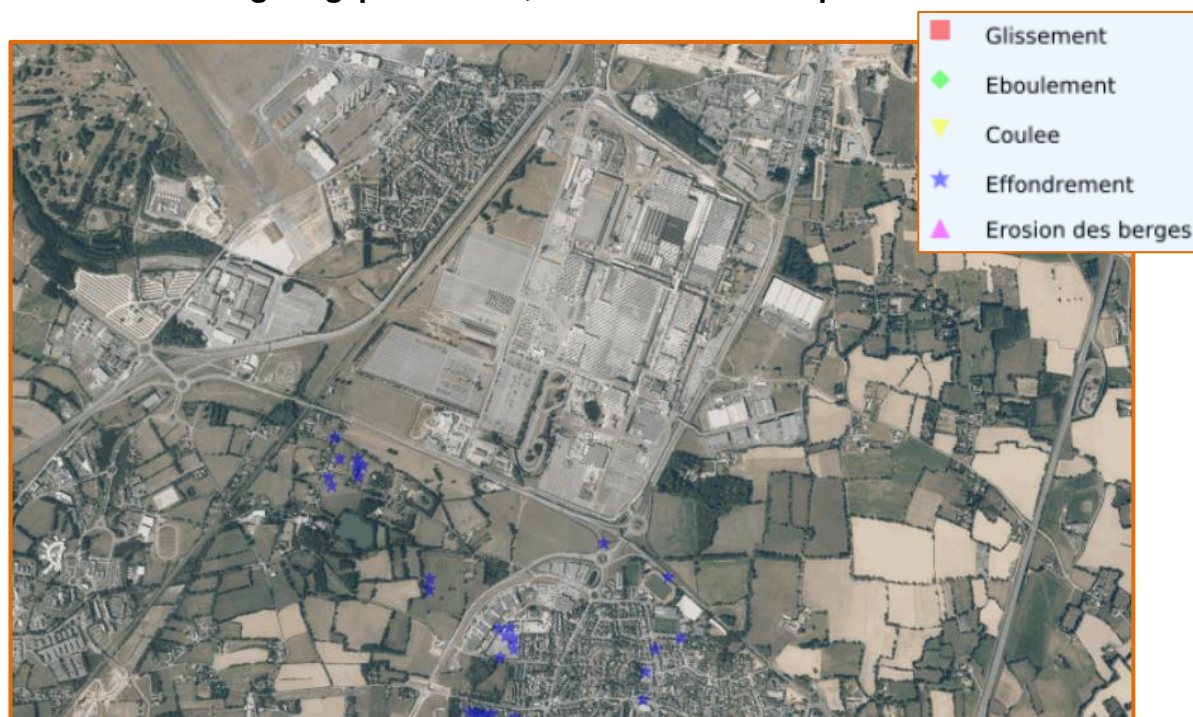 Glissement
Eboulement
Coulee
Effondrement
Erosion des berges